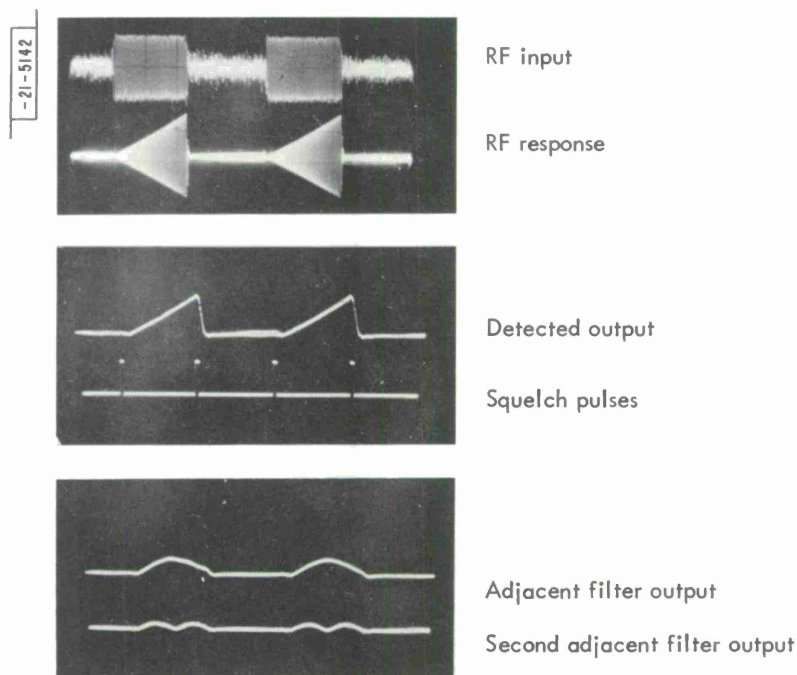 -21-5142
RF input
RF response
Detected output
Squelch pulses
Adjacent filter output
Second adjacent filter output